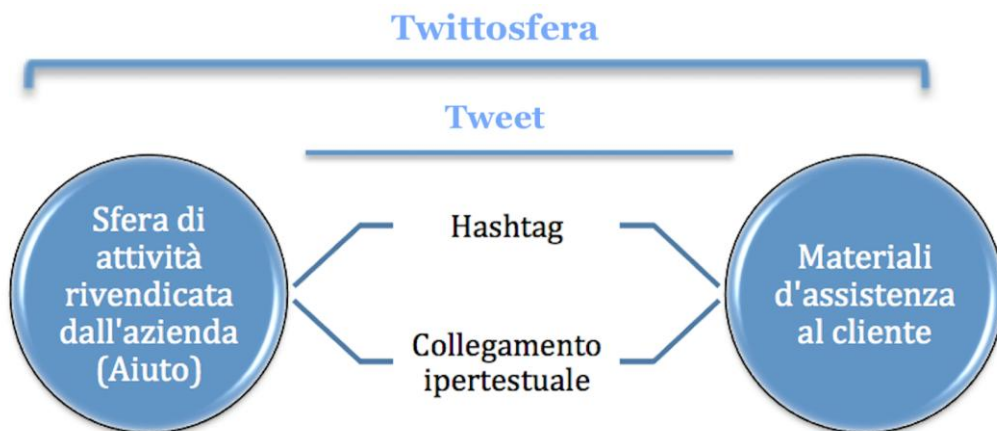 Twittosfera
Tweet
Sfera di
attività
rivendicata
dall'azienda
(Aiuto)
Hashtag
Collegamento
ipertestuale
Materiali
d'assistenza
al cliente